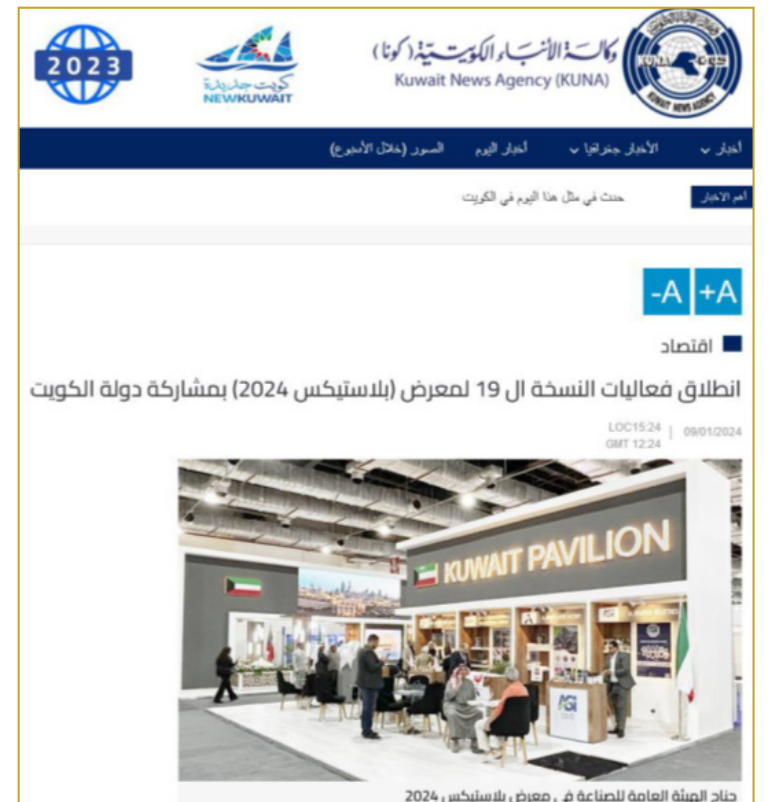 وكالة الأنباء الكويتية (كونا)
Kuwait News Agency (KUNA)
KUNA
KUWAIT NEWS AGENCY
كويت جديدة
NEWKUWAIT
2023
أخبار
الأخبار جغرافيا
أخبار اليوم
الصور (خلال الأسبوع)
أهم الاخبار
حدث في مثل هذا اليوم في الكويت
A+
A-
اقتصاد
انطلاق فعاليات النسخة ال 19 لمعرض (بلاستيكس 2024) بمشاركة دولة الكويت
09/01/2024 | LOC15:24
GMT 12:24
KUWAIT PAVILION
AGI
جناح الهيئة العامة للصناعة في معرض بلاستيكس 2024